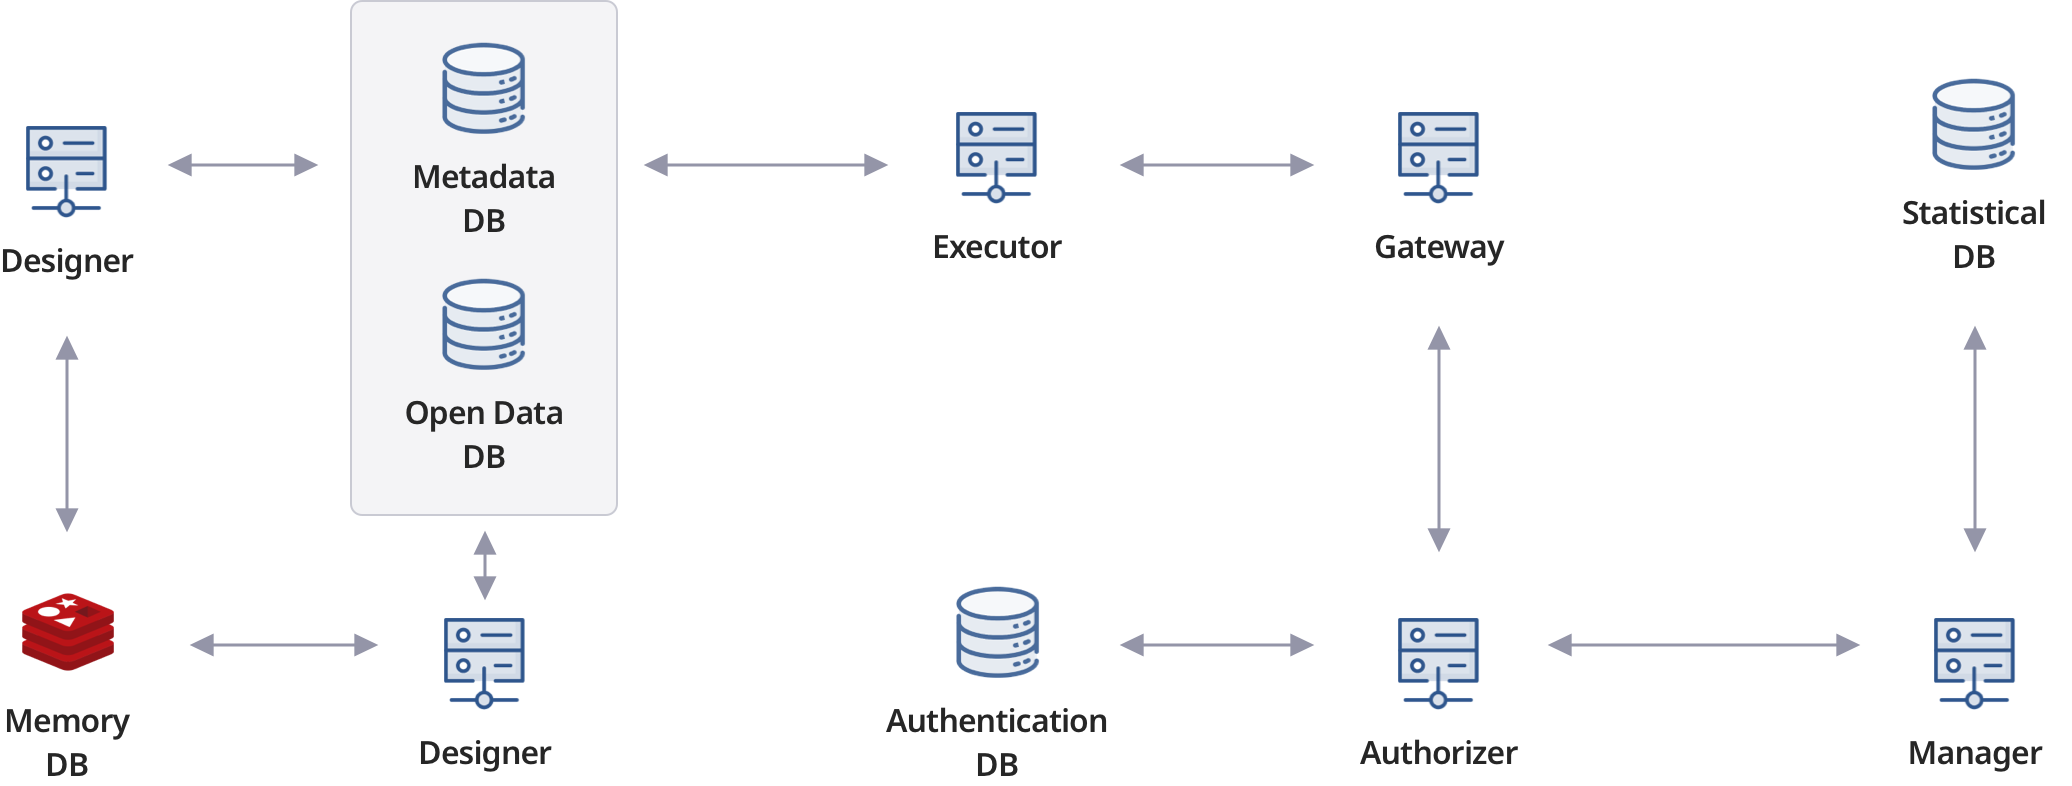 Metadata
DB
Designer
Executor
Gateway
Statistical
DB
Open Data
DB
Memory
DB
Designer
Authentication
DB
Authorizer
Manager